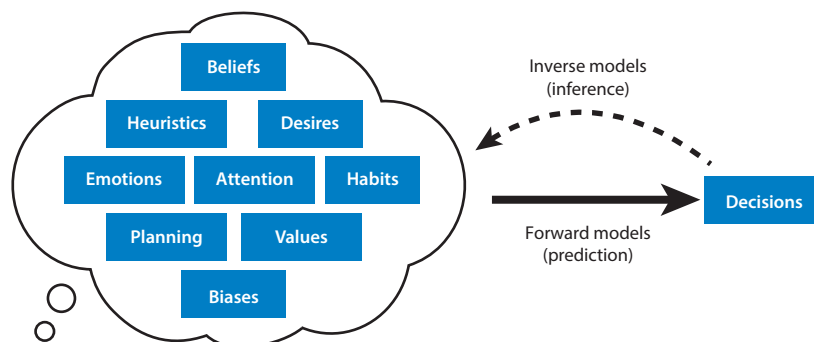 Beliefs
Heuristics
Desires
Emotions
Attention
Habits
Planning
Values
Biases
Inverse models
(inference)
Forward models
(prediction)
Decisions